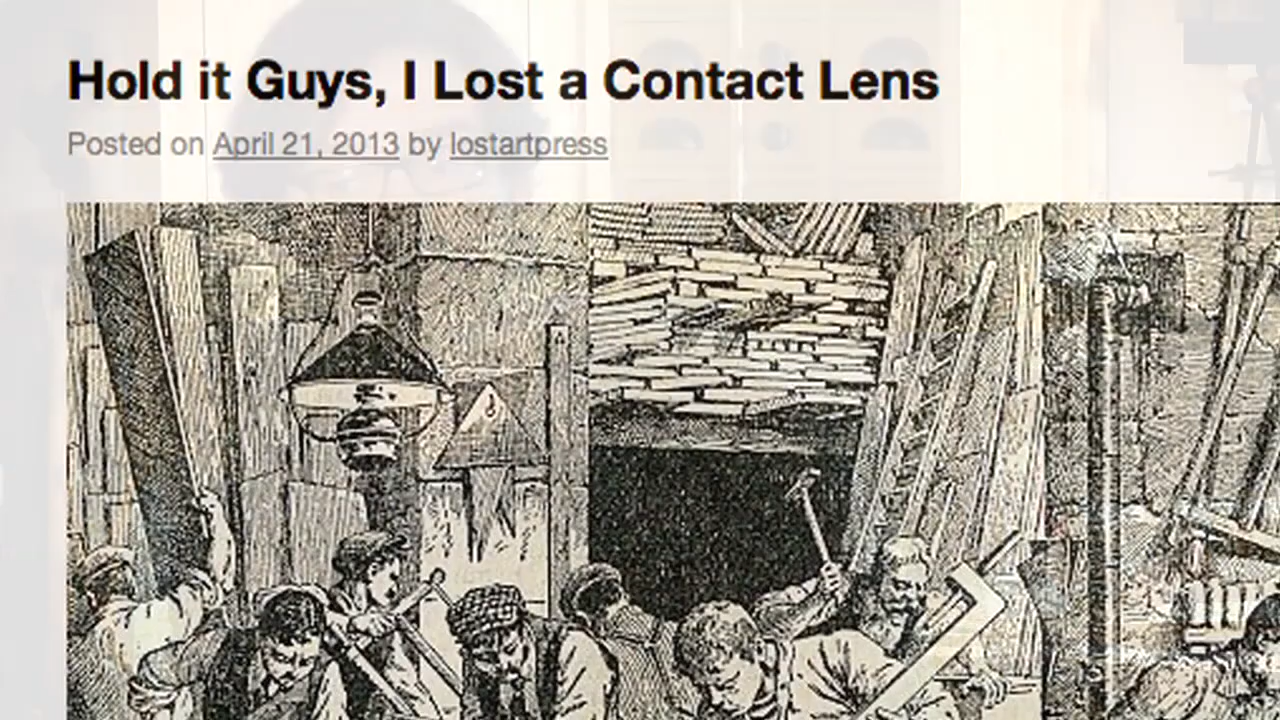 Hold it Guys, I Lost a Contact Lens
Posted on April 21, 2013 by lostartpress